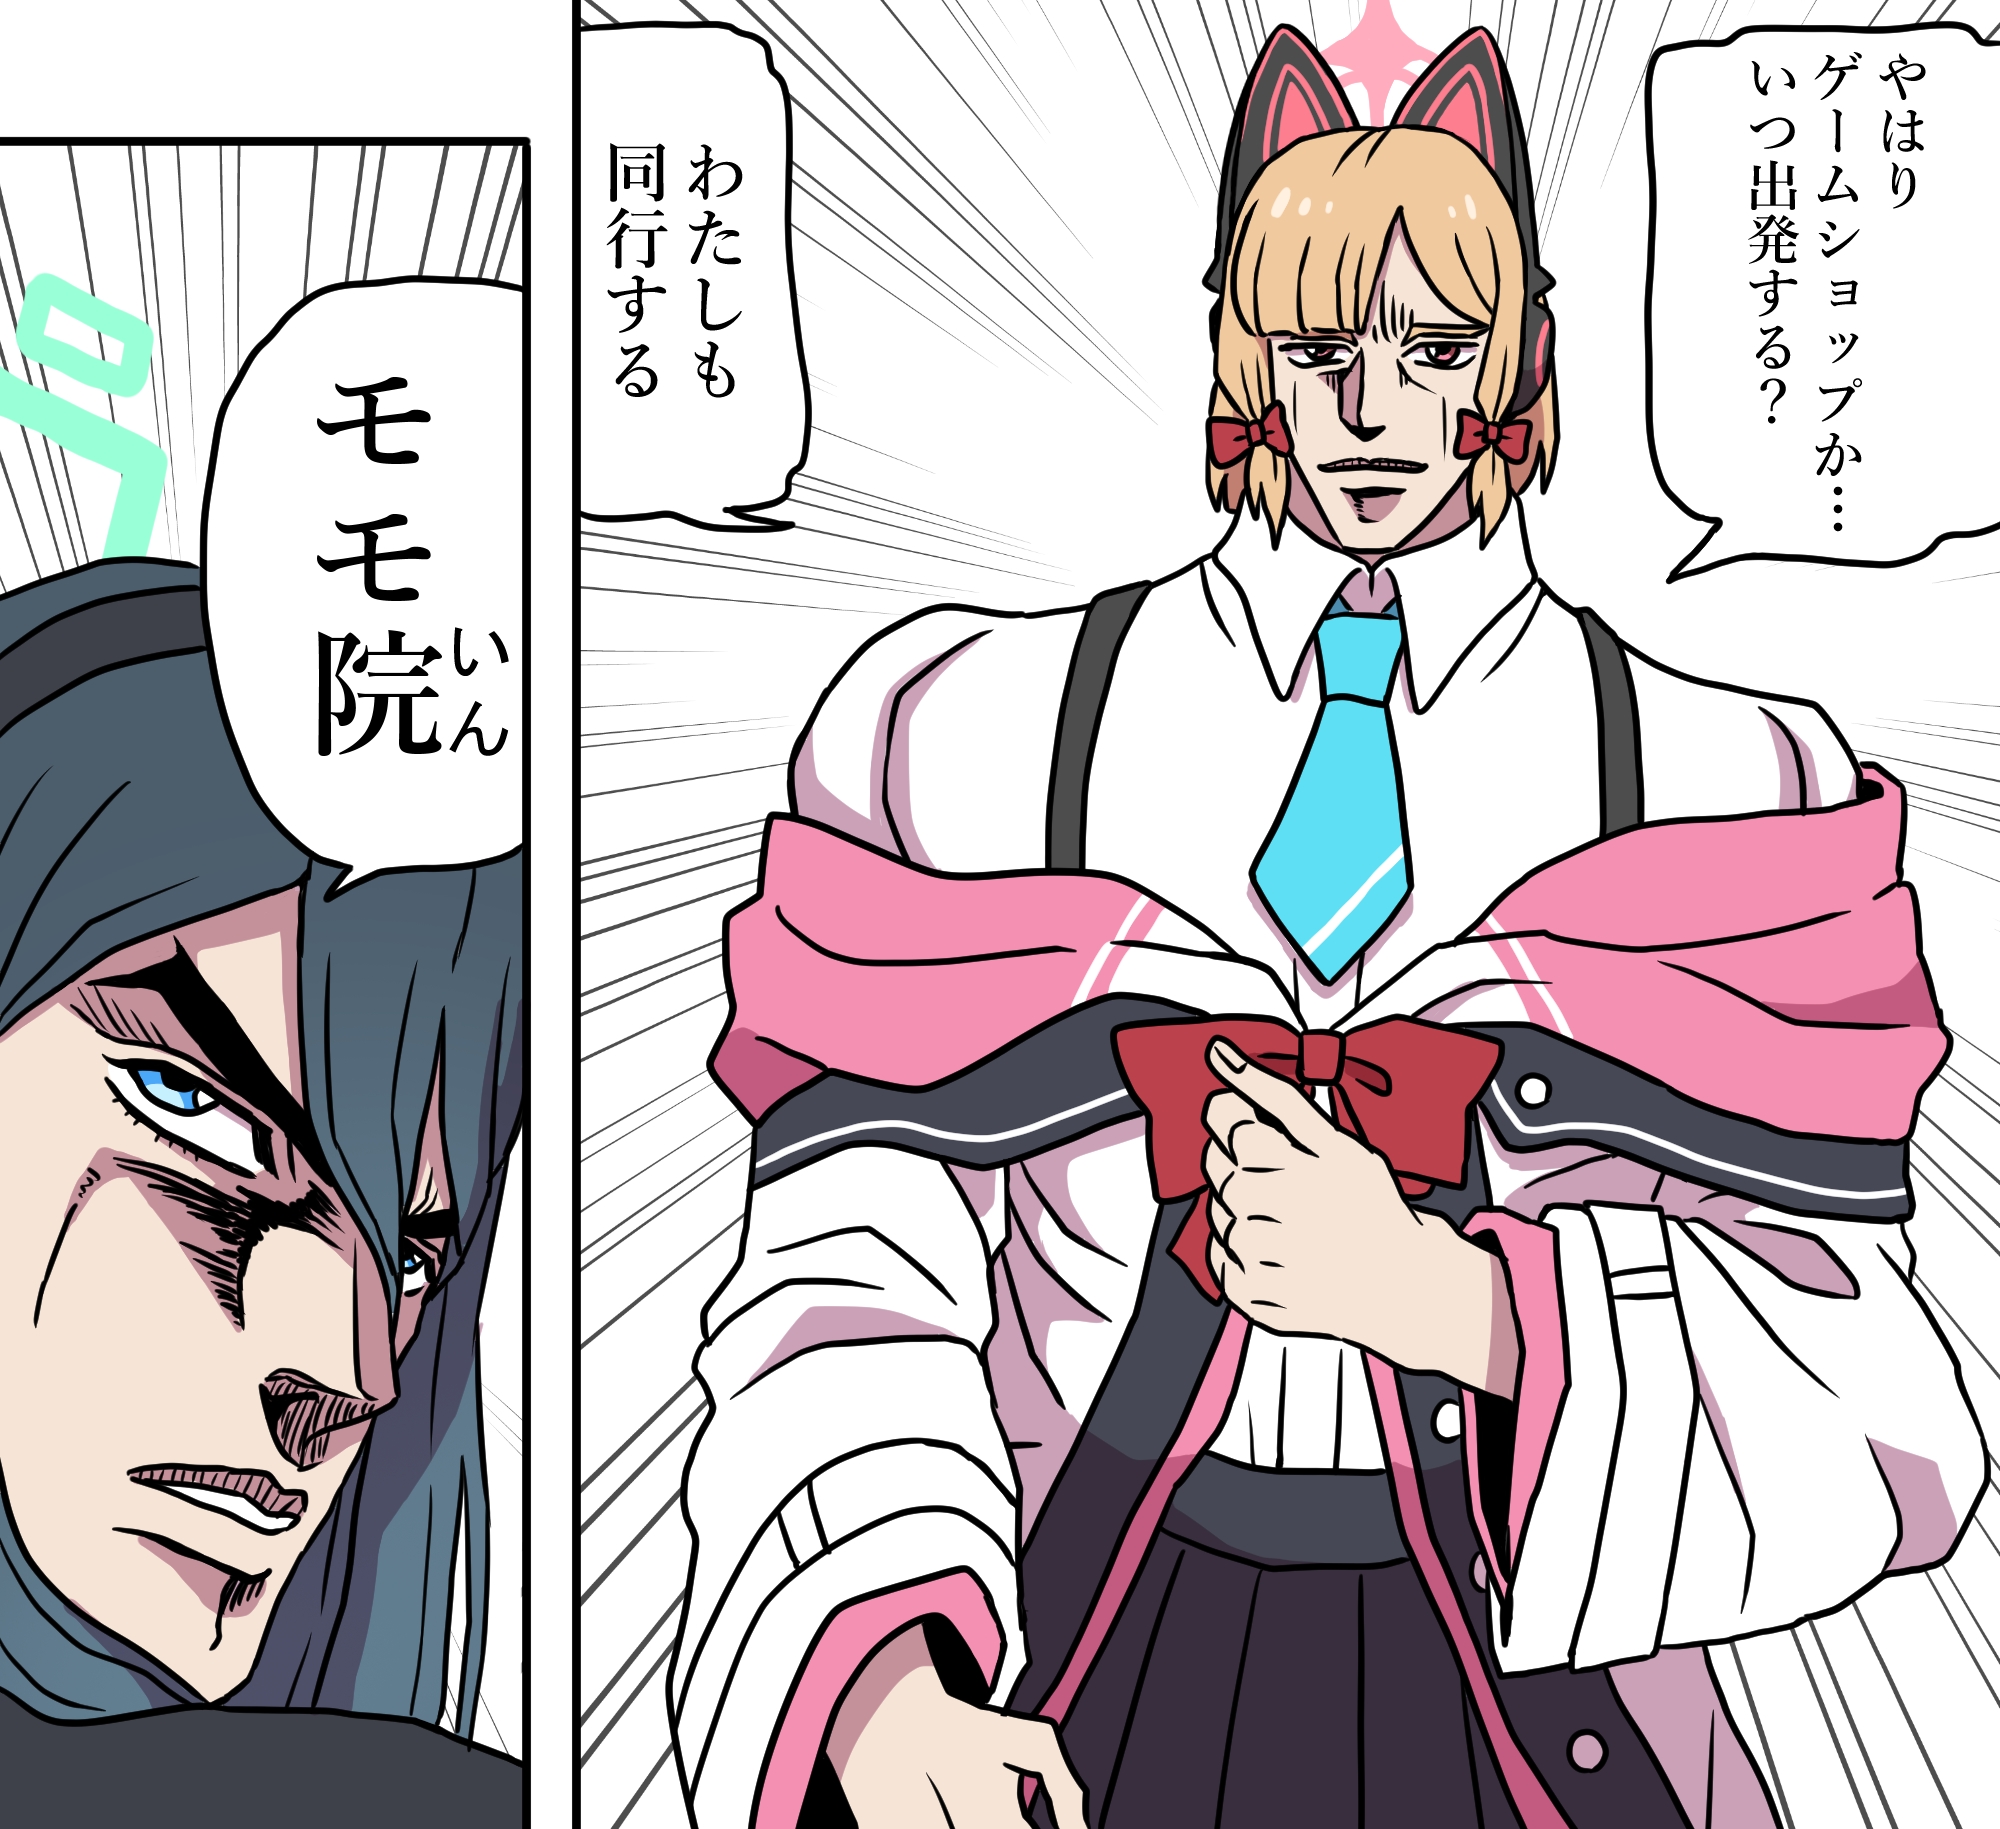 やはり
ゲームショップか…
いつ出発する？
わたしも
同行する
モモ院
いん